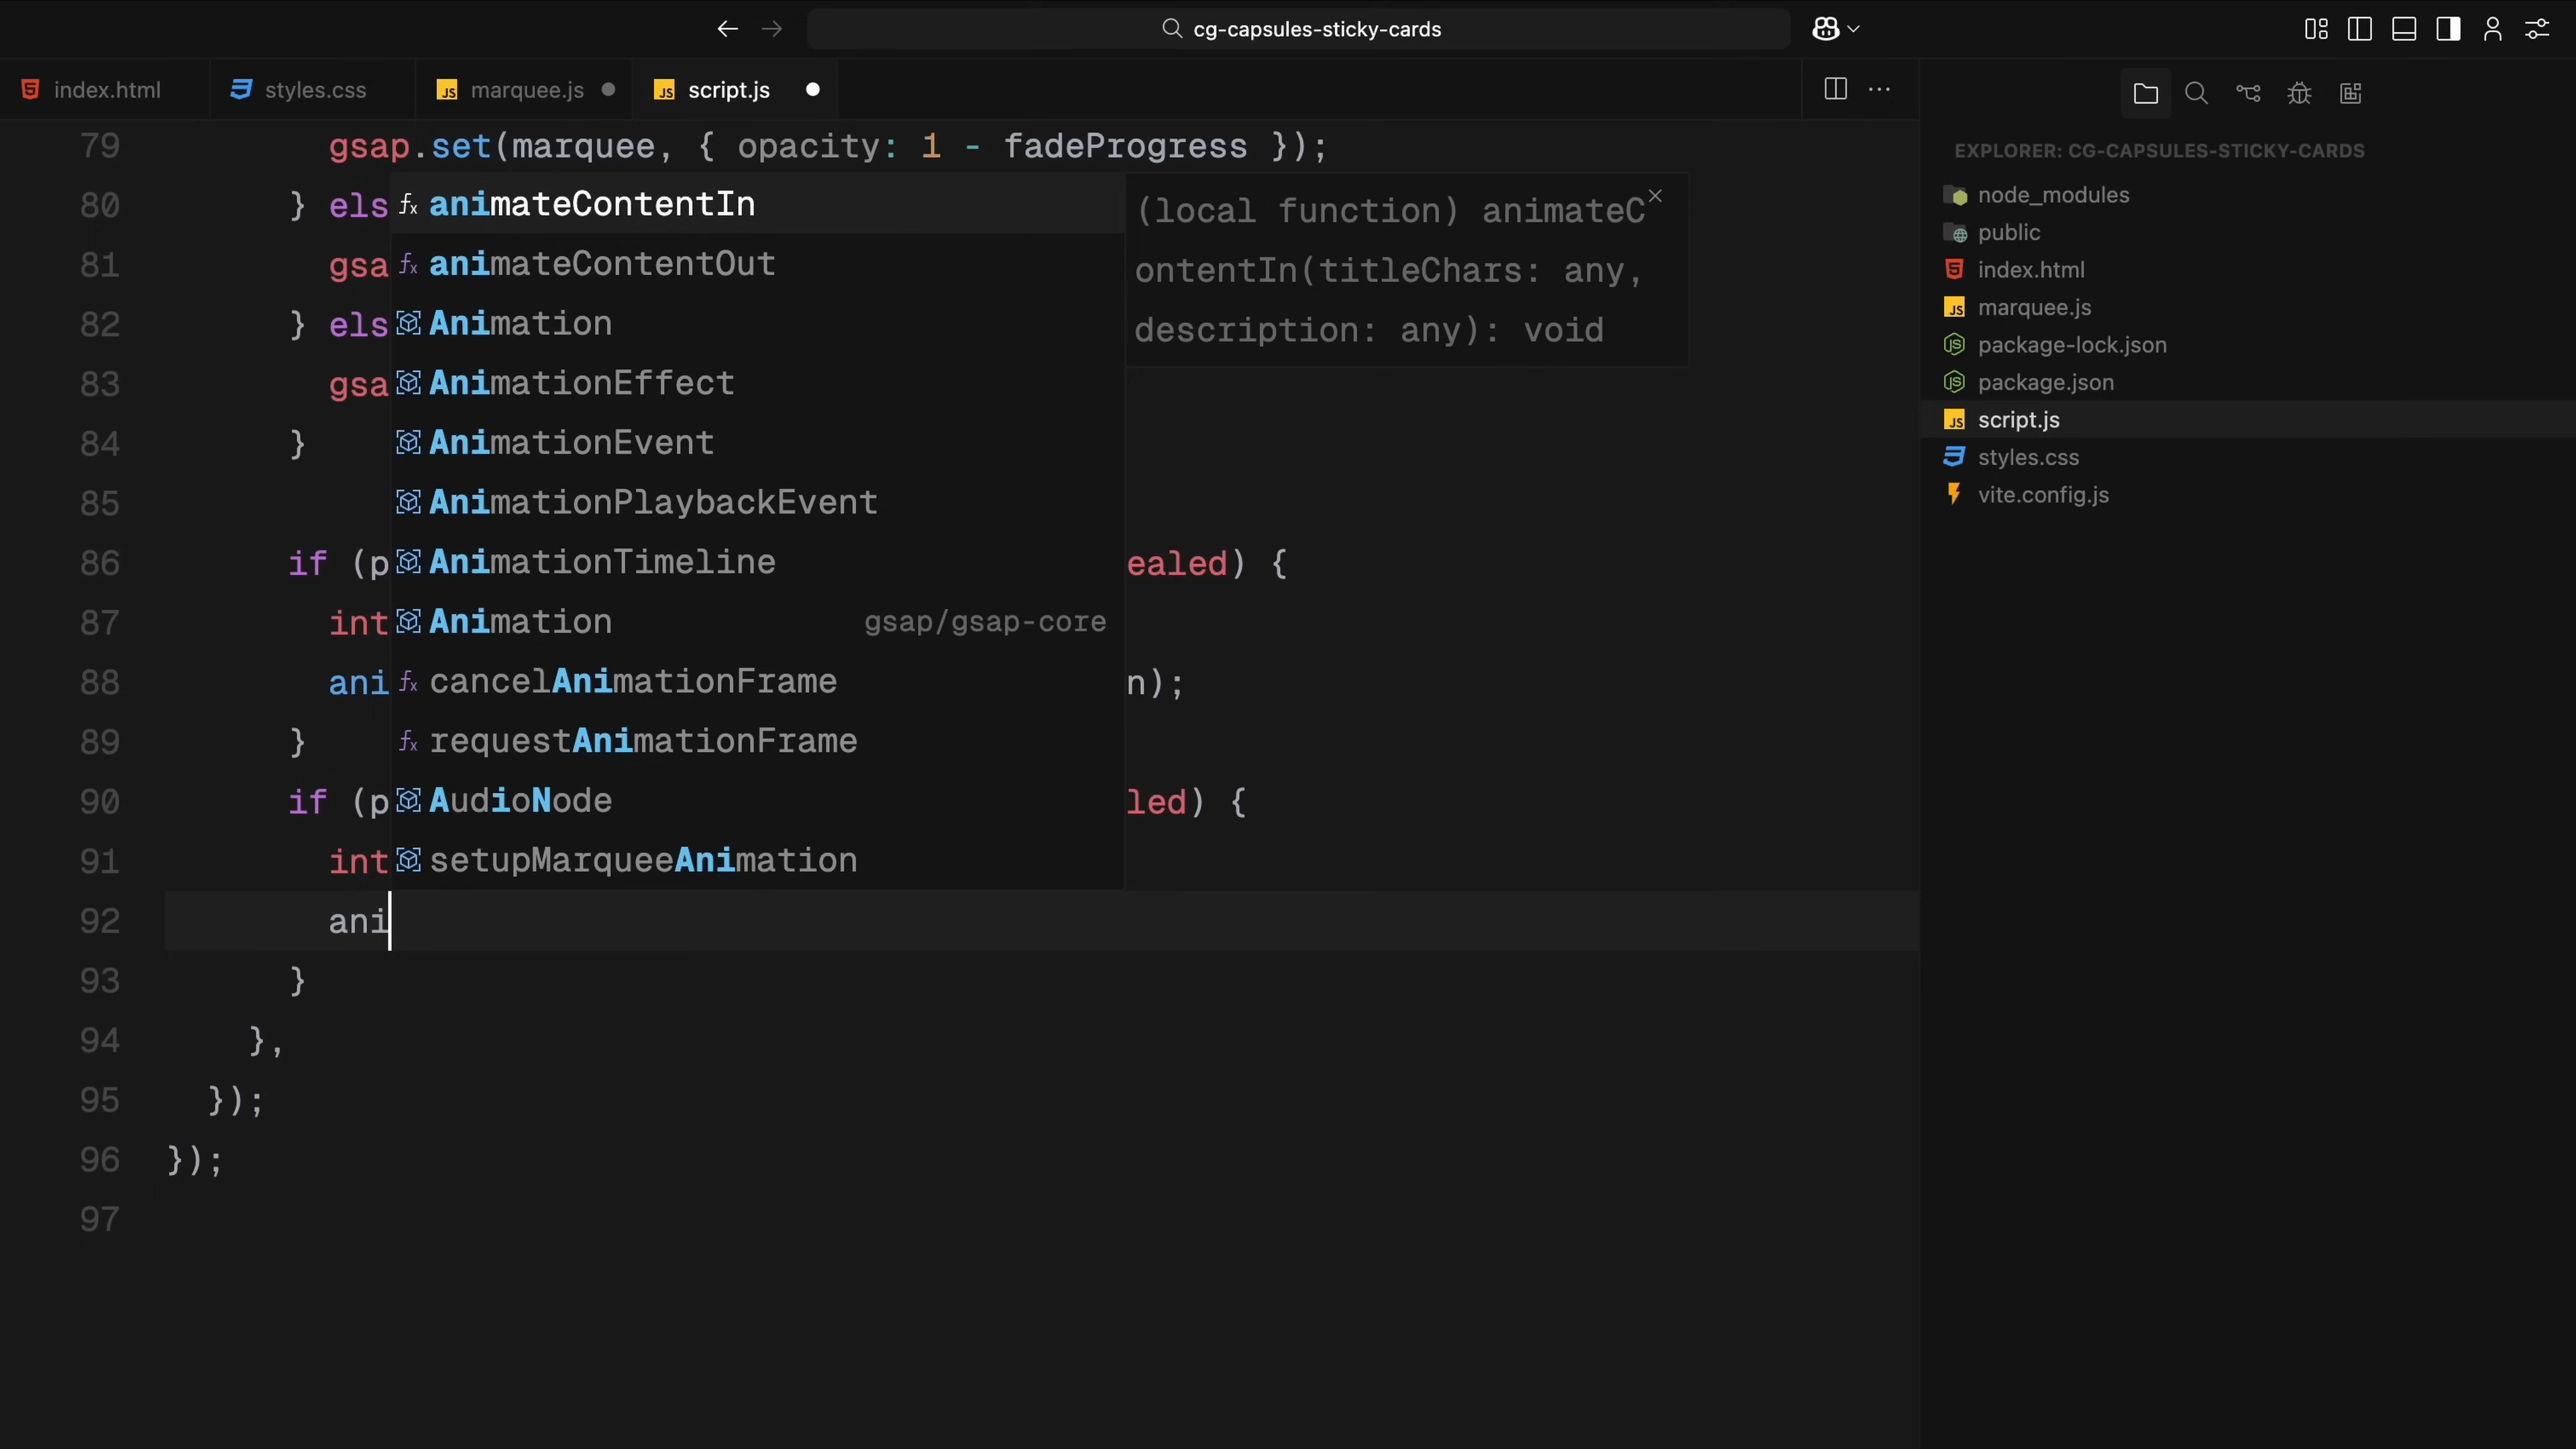 cg-capsules-sticky-cards
index.html
styles.css
marquee.js
script.js
79 gsap.set(marquee, { opacity: 1 - fadeProgress });
80 } els
81 gsa
82 } els
83 gsa
84 }
85
86 if (p ealed) {
87 int
88 ani n);
89 }
90 if (p led) {
91 int
92 ani
93 }
94 },
95 });
96 });
97
animateContentIn
animateContentOut
Animation
AnimationEffect
AnimationEvent
AnimationPlaybackEvent
AnimationTimeline
Animation gsap/gsap-core
cancelAnimationFrame
requestAnimationFrame
AudioNode
setupMarqueeAnimation
(local function) animateC
ontentIn(titleChars: any,
description: any): void
EXPLORER: CG-CAPSULES-STICKY-CARDS
node_modules
public
index.html
marquee.js
package-lock.json
package.json
script.js
styles.css
vite.config.js